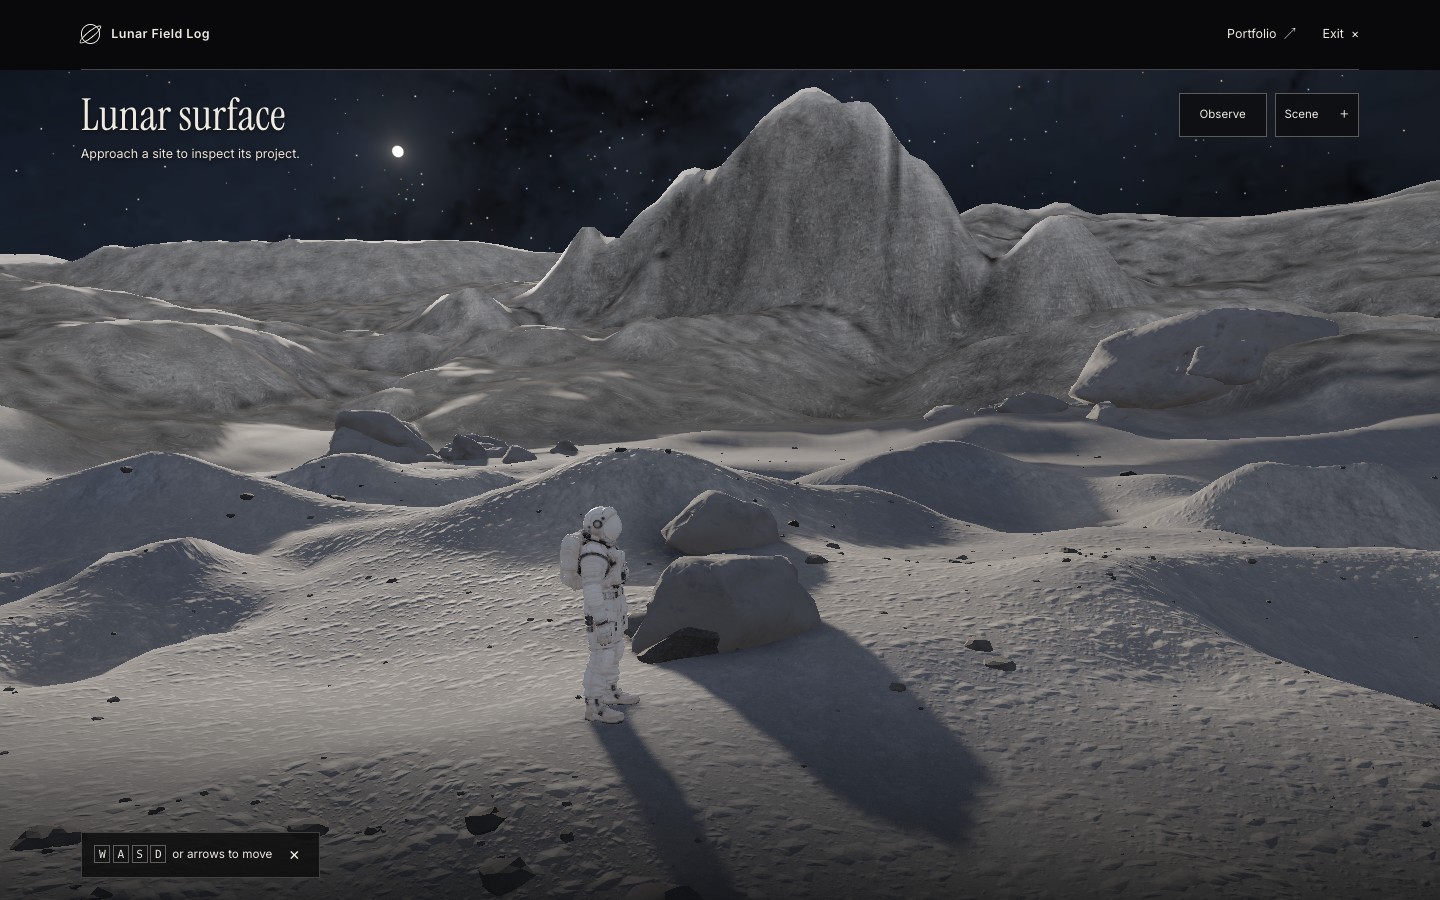 Lunar Field Log
Portfolio ↗
Exit ×
Lunar surface
Approach a site to inspect its project.
Observe
Scene +
W A S D or arrows to move ×